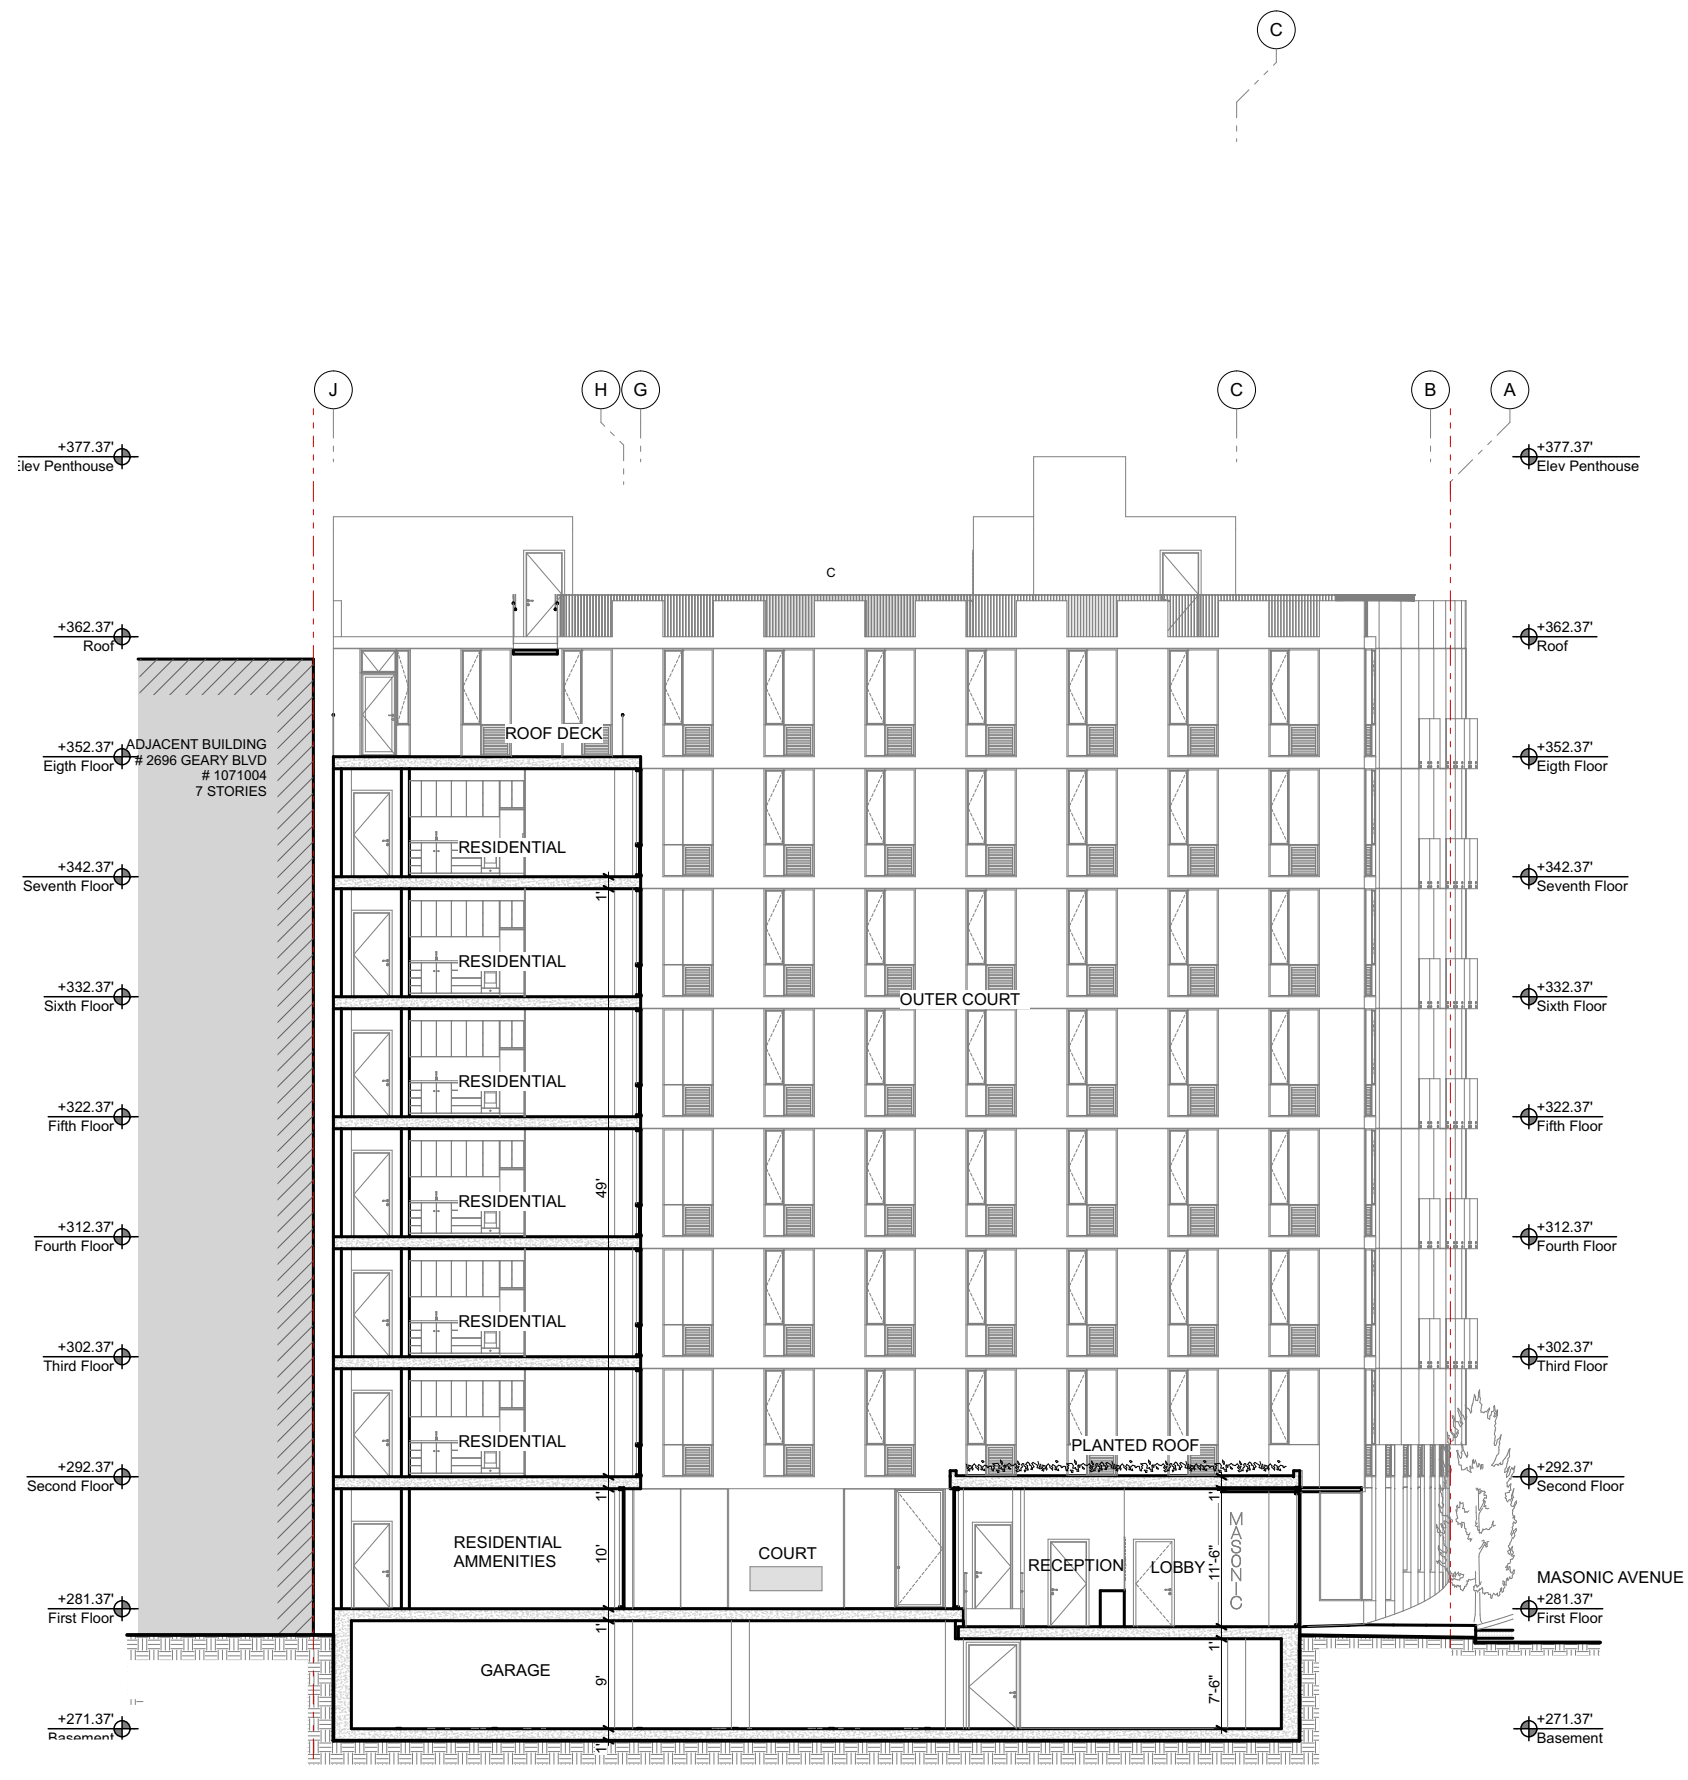 C
J
H
G
C
B
A
+377.37'
Elev Penthouse
+377.37'
Elev Penthouse
C
+362.37'
Roof
+362.37'
Roof
ROOF DECK
ADJACENT BUILDING
# 2696 GEARY BLVD
# 1071004
7 STORIES
+352.37'
Eigth Floor
+352.37'
Eigth Floor
RESIDENTIAL
+342.37'
Seventh Floor
1'
+342.37'
Seventh Floor
RESIDENTIAL
+332.37'
Sixth Floor
OUTER COURT
+332.37'
Sixth Floor
RESIDENTIAL
+322.37'
Fifth Floor
+322.37'
Fifth Floor
RESIDENTIAL
49'
+312.37'
Fourth Floor
+312.37'
Fourth Floor
RESIDENTIAL
+302.37'
Third Floor
+302.37'
Third Floor
RESIDENTIAL
PLANTED ROOF
+292.37'
Second Floor
1'
1'
+292.37'
Second Floor
RESIDENTIAL
AMMENITIES
10'
COURT
RECEPTION
LOBBY
11'-6"
MASONIC
MASONIC AVENUE
+281.37'
First Floor
+281.37'
First Floor
1'
1'
GARAGE
9'
7'-6"
+271.37'
Basement
1'
+271.37'
Basement